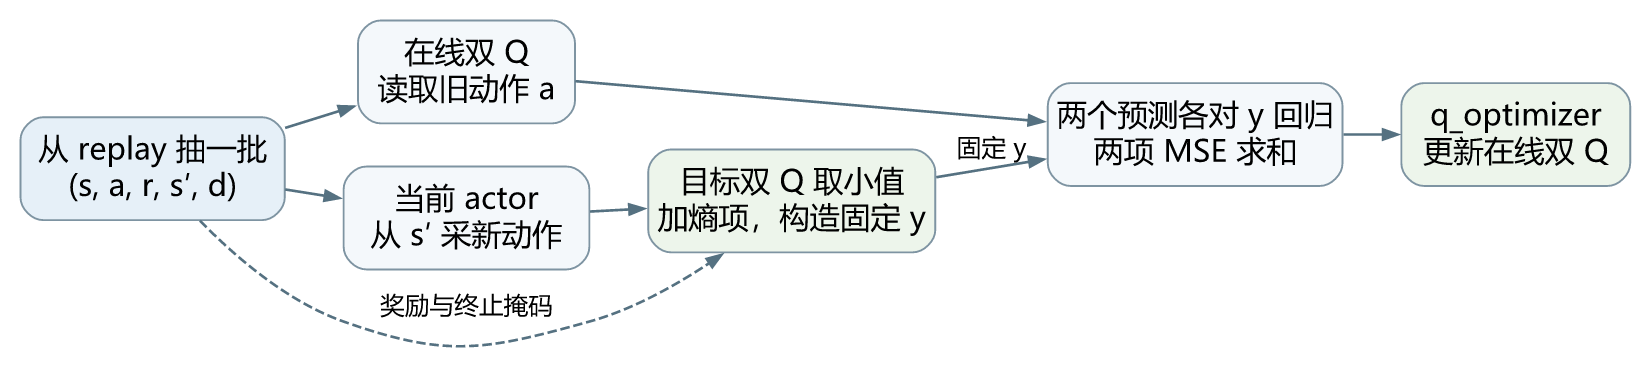 从 replay 抽一批
(s, a, r, s′, d)
在线双 Q
读取旧动作 a
当前 actor
从 s′ 采新动作
奖励与终止掩码
目标双 Q 取小值
加熵项，构造固定 y
固定 y
两个预测各对 y 回归
两项 MSE 求和
q_optimizer
更新在线双 Q